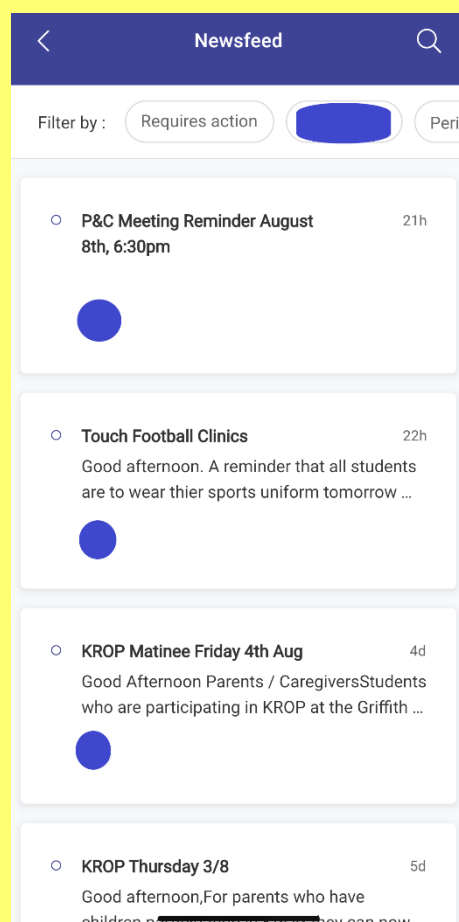 Newsfeed
Filter by : Requires action Peri
P&C Meeting Reminder August 21h
8th, 6:30pm
Touch Football Clinics 22h
Good afternoon. A reminder that all students
are to wear thier sports uniform tomorrow ...
KROP Matinee Friday 4th Aug 4d
Good Afternoon Parents / CaregiversStudents
who are participating in KROP at the Griffith ...
KROP Thursday 3/8 5d
Good afternoon,For parents who have
children can now